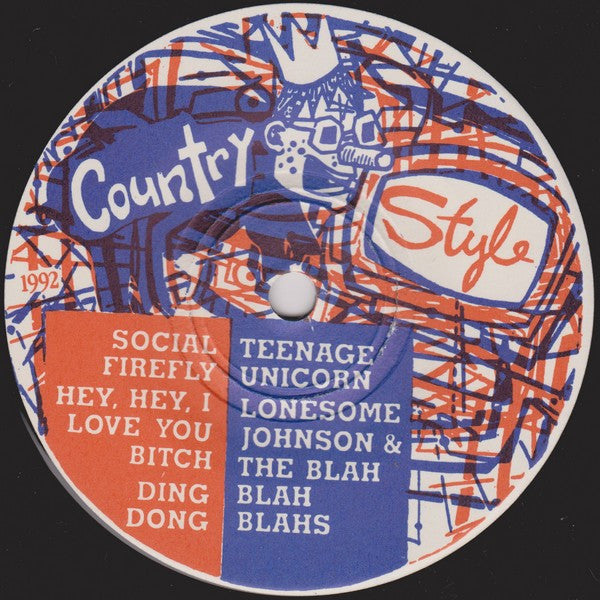 Country
Style
1992
SOCIAL
FIREFLY
HEY, HEY, I
LOVE YOU
BITCH
DING
DONG
TEENAGE
UNICORN
LONESOME
JOHNSON &
THE BLAH
BLAH
BLAHS